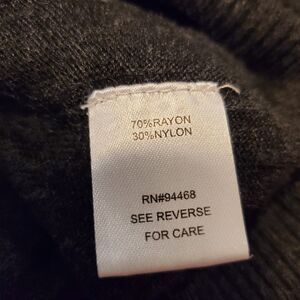 70%RAYON
30%NYLON
RN#94468
SEE REVERSE
FOR CARE